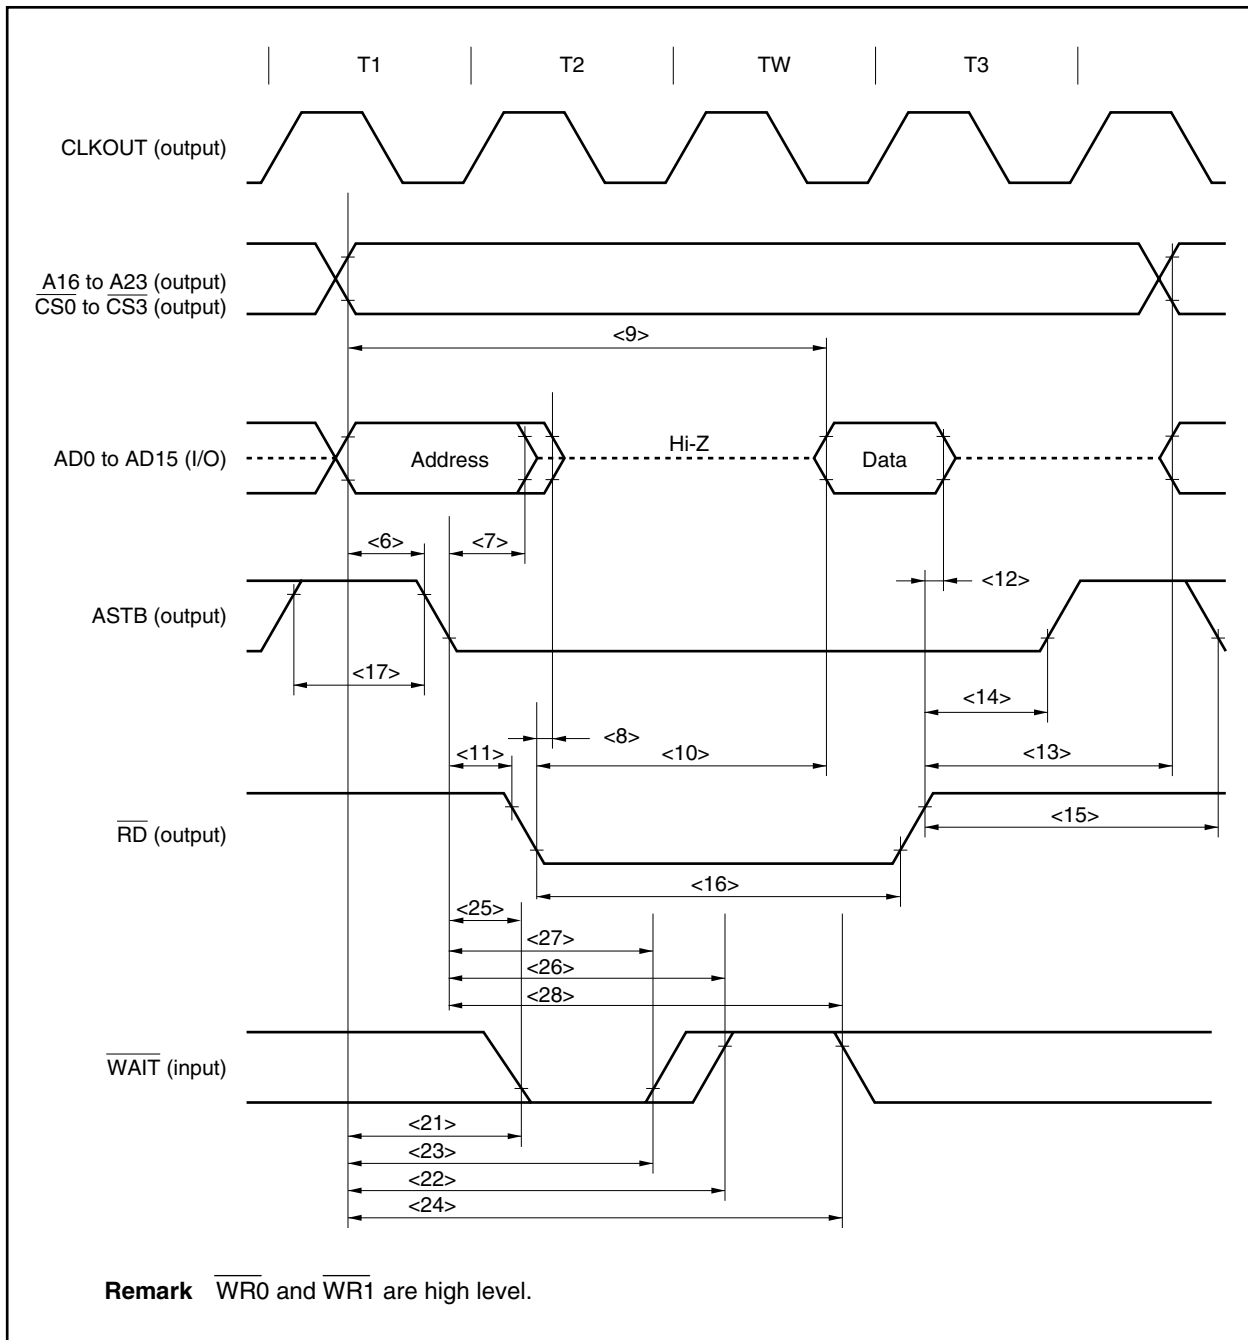 T1 T2 TW T3
CLKOUT (output)
A16 to A23 (output)
CS0 to CS3 (output)
<9>
AD0 to AD15 (I/O)
Address
Hi-Z
Data
<6>
<7>
<12>
ASTB (output)
<17>
<14>
<8>
<11>
<10>
<13>
RD (output)
<15>
<16>
<25>
<27>
<26>
<28>
WAIT (input)
<21>
<23>
<22>
<24>
Remark WR0 and WR1 are high level.